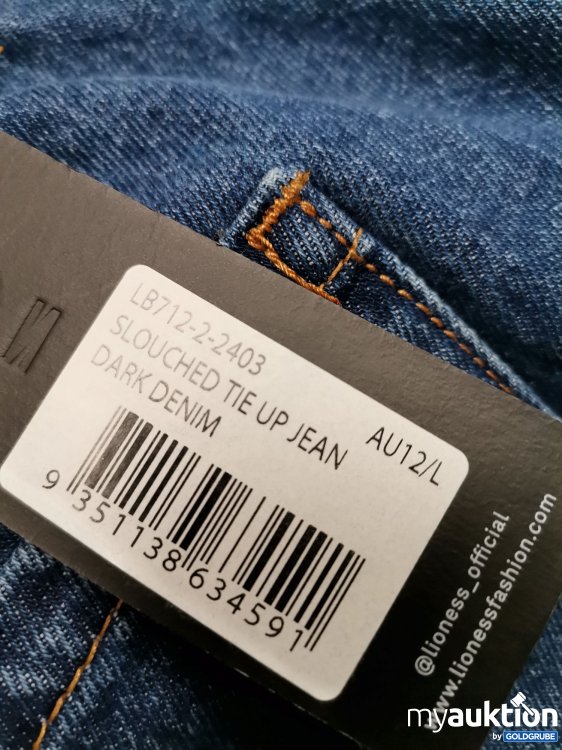 LB712-2-2403
SLOUCHED TIE UP JEAN
DARK DENIM
AU12/L
9 351138 634591
@lioness_official
www.lionessfashion.com
myauktion
by GOLDGRUBE